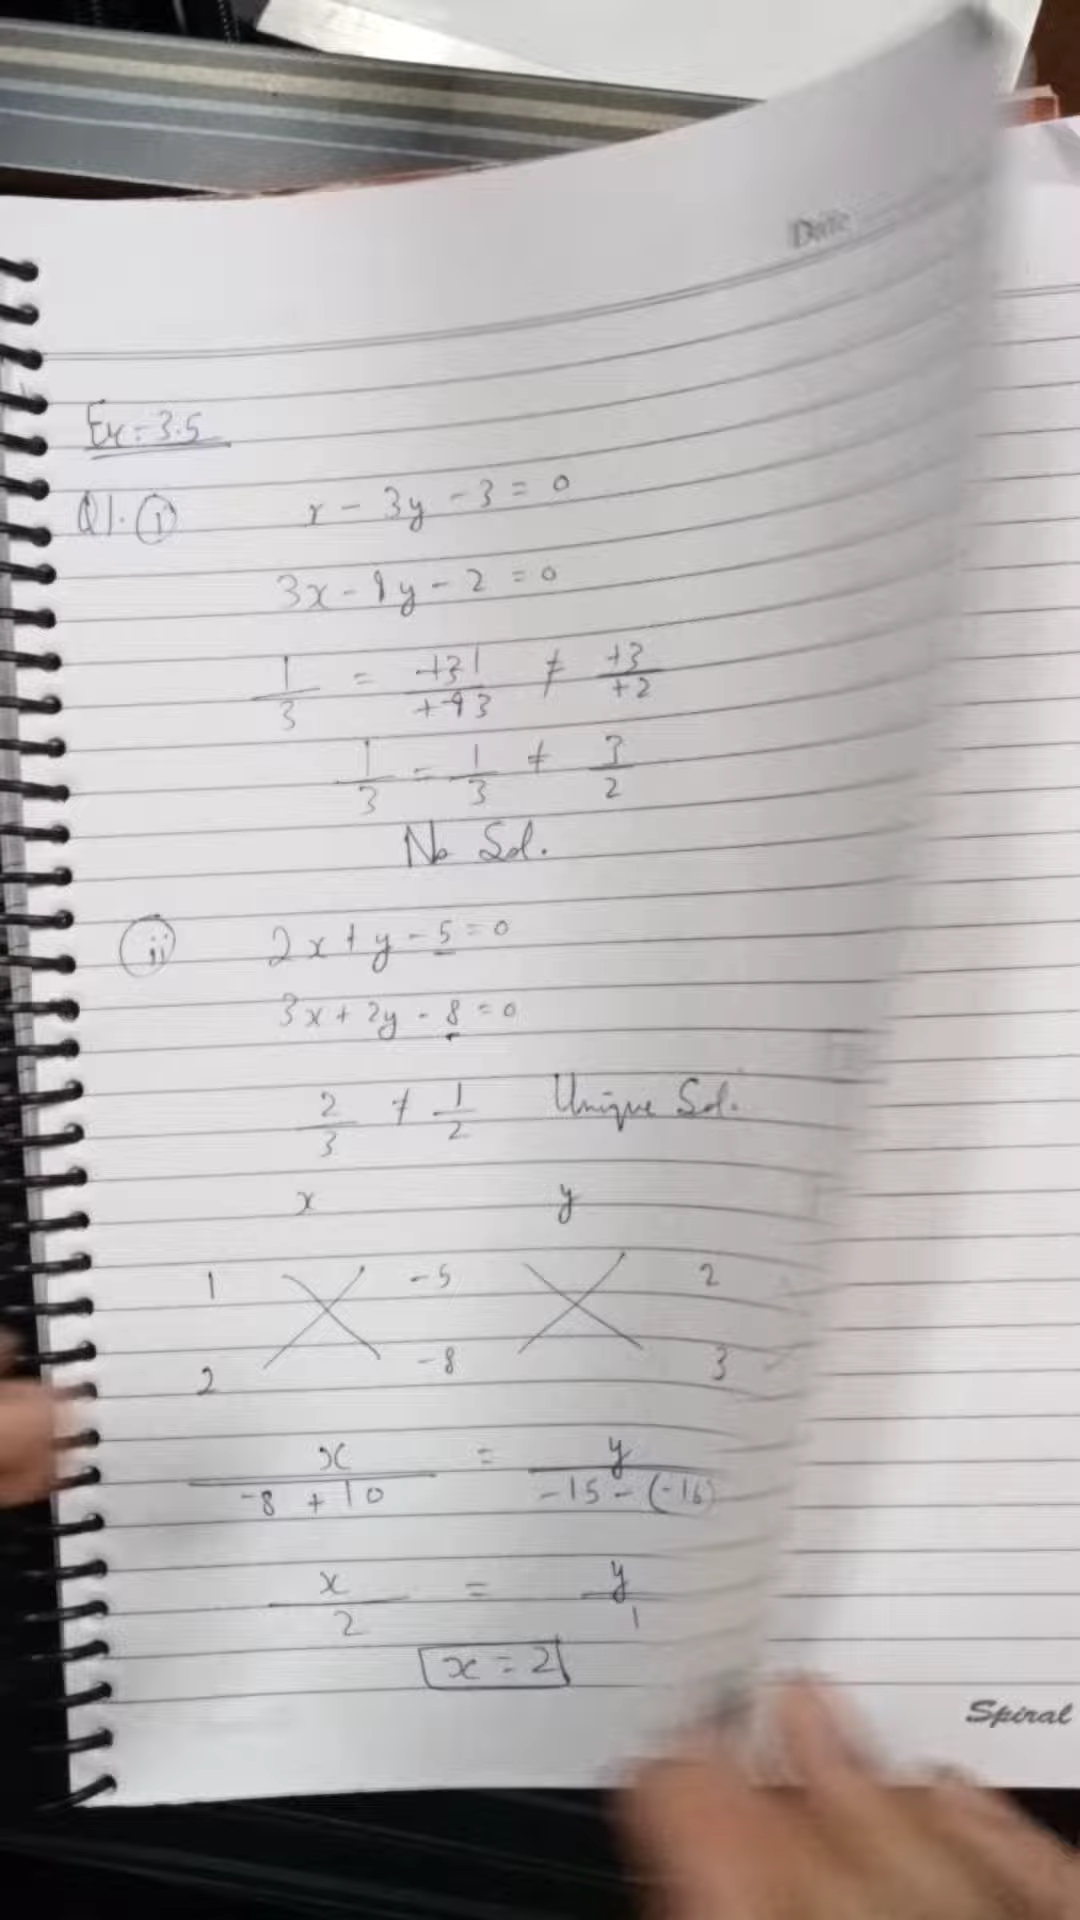 Date
Ex = 3.5
Q1. (i) x - 3y - 3 = 0
3x - 9y - 2 = 0
1/3 = +31/+93 ≠ +3/+2
1/3 = 1/3 ≠ 3/2
No Sol.
(ii) 2x + y - 5 = 0
3x + 2y - 8 = 0
2/3 ≠ 1/2 Unique Sol.
x y
1 -5 2
2 -8 3
x/(-8 + 10) = y/(-15 - (-16))
x/2 = y/1
x = 2
Spiral